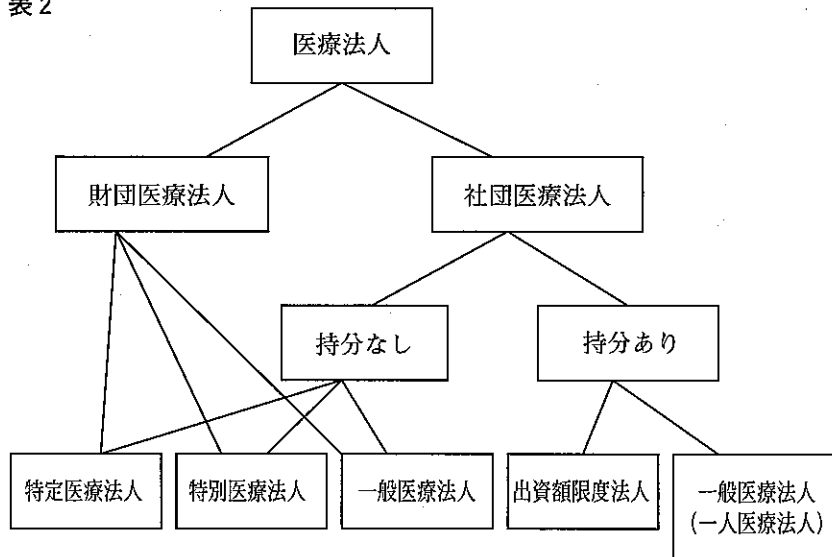 表2
医療法人
財団医療法人
社団医療法人
持分なし
持分あり
特定医療法人
特別医療法人
一般医療法人
出資額限度法人
一般医療法人
(一人医療法人)